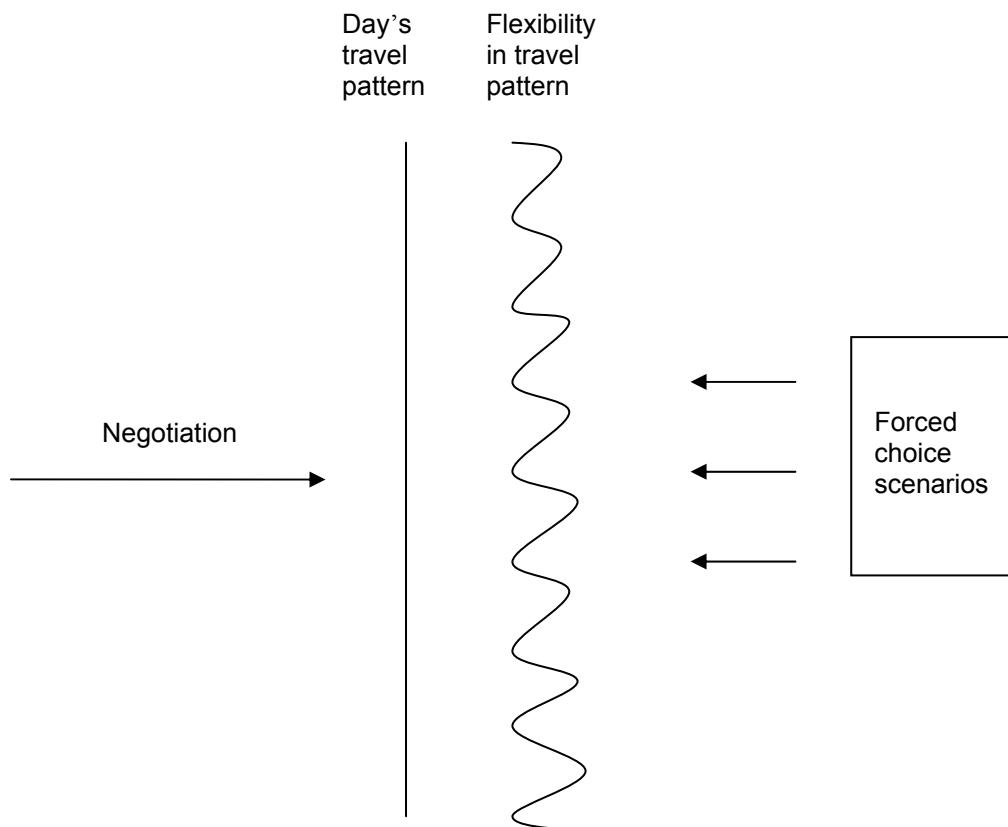 Day’s
travel
pattern
Flexibility
in travel
pattern
Negotiation
Forced
choice
scenarios